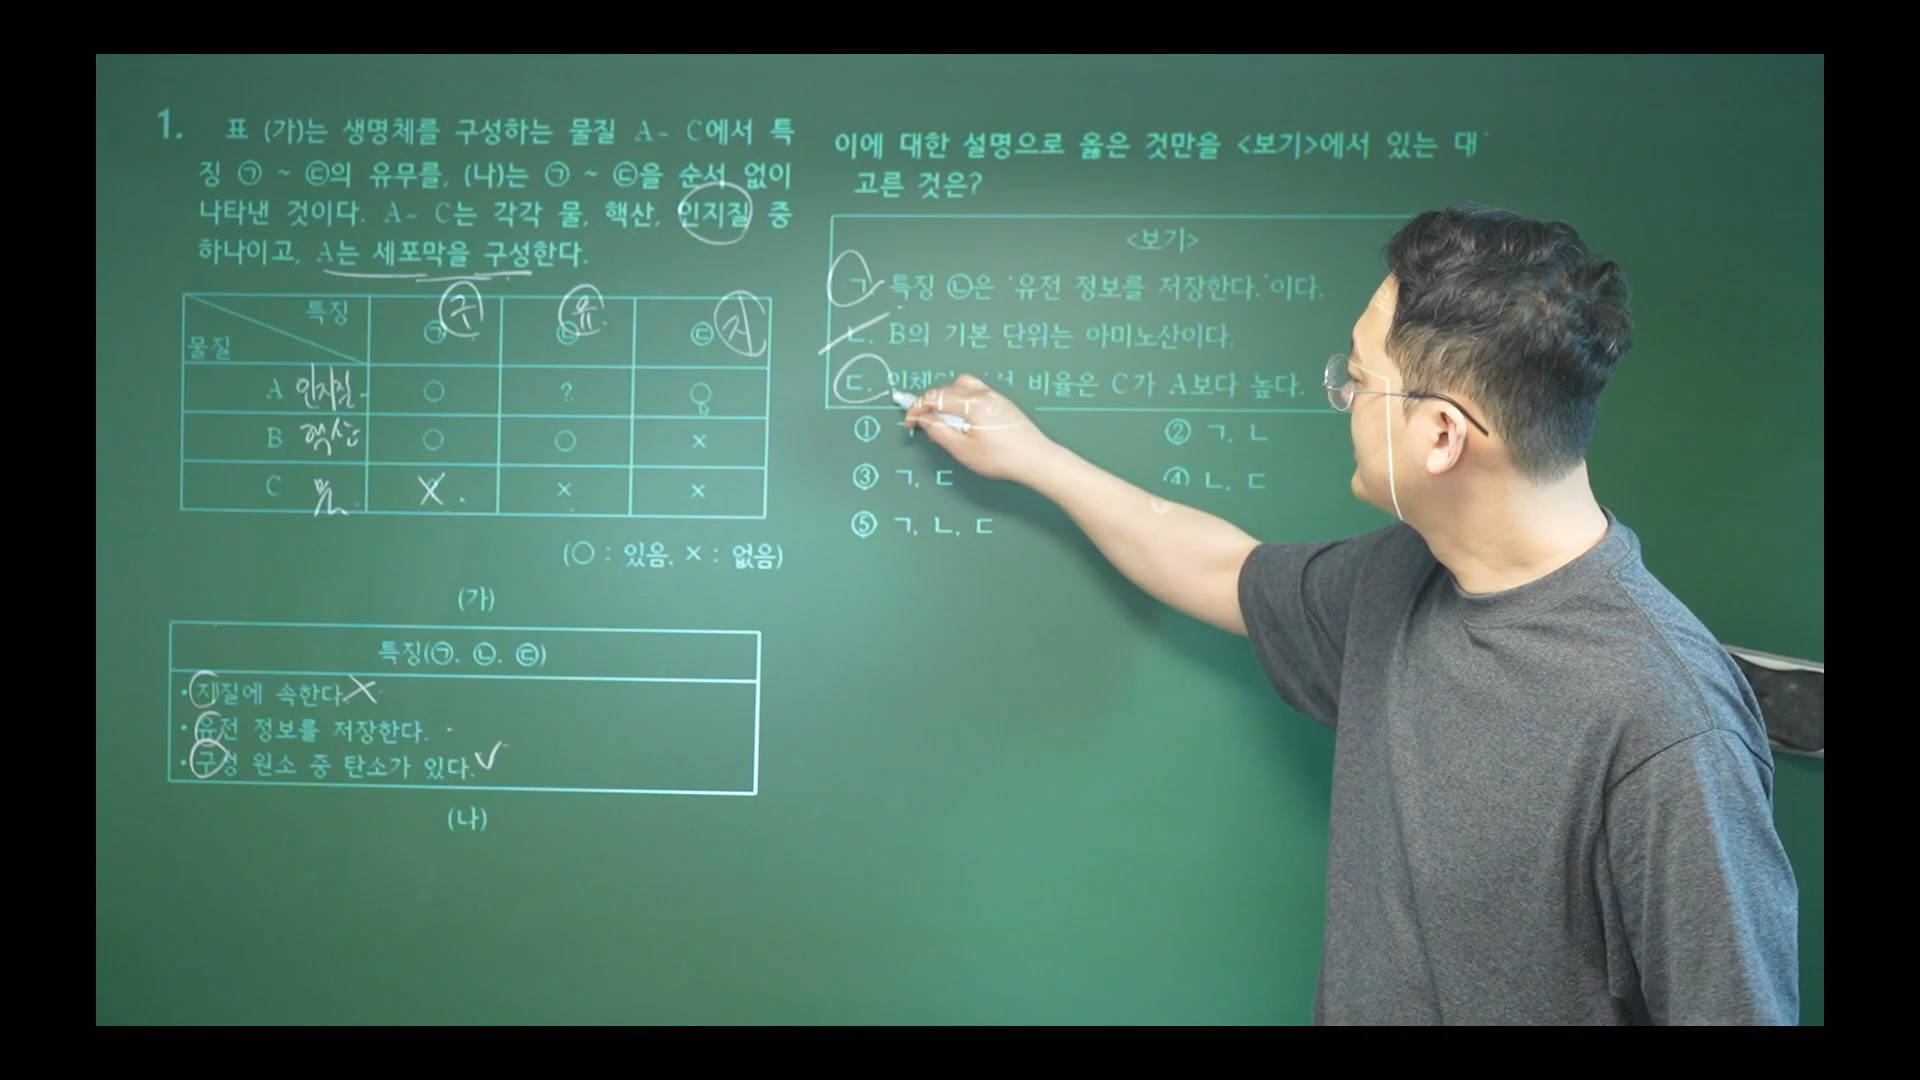 1. 표 (가)는 생명체를 구성하는 물질 A~ C에서 특
징 ㉠ ~ ㉢의 유무를, (나)는 ㉠ ~ ㉢을 순서 없이
나타낸 것이다. A~ C는 각각 물, 핵산, 인지질 중
하나이고, A는 세포막을 구성한다.
특징 ㉠ 구 ㉡ 유 ㉢ 지
물질
A 인지질 ○ ? ○
B 핵산 ○ ○ ×
C 물 X × ×
(○ : 있음, × : 없음)
(가)
특징(㉠, ㉡, ㉢)
· 지질에 속한다. X
· 유전 정보를 저장한다.
· 구성 원소 중 탄소가 있다. ✓
(나)
이에 대한 설명으로 옳은 것만을 <보기>에서 있는 대
고른 것은?
<보기>
ㄱ. 특징 ㉡은 '유전 정보를 저장한다.'이다.
ㄴ. B의 기본 단위는 아미노산이다.
ㄷ. 비율은 C가 A보다 높다.
① ② ㄱ, ㄴ
③ ㄱ, ㄷ ④ ㄴ, ㄷ
⑤ ㄱ, ㄴ, ㄷ